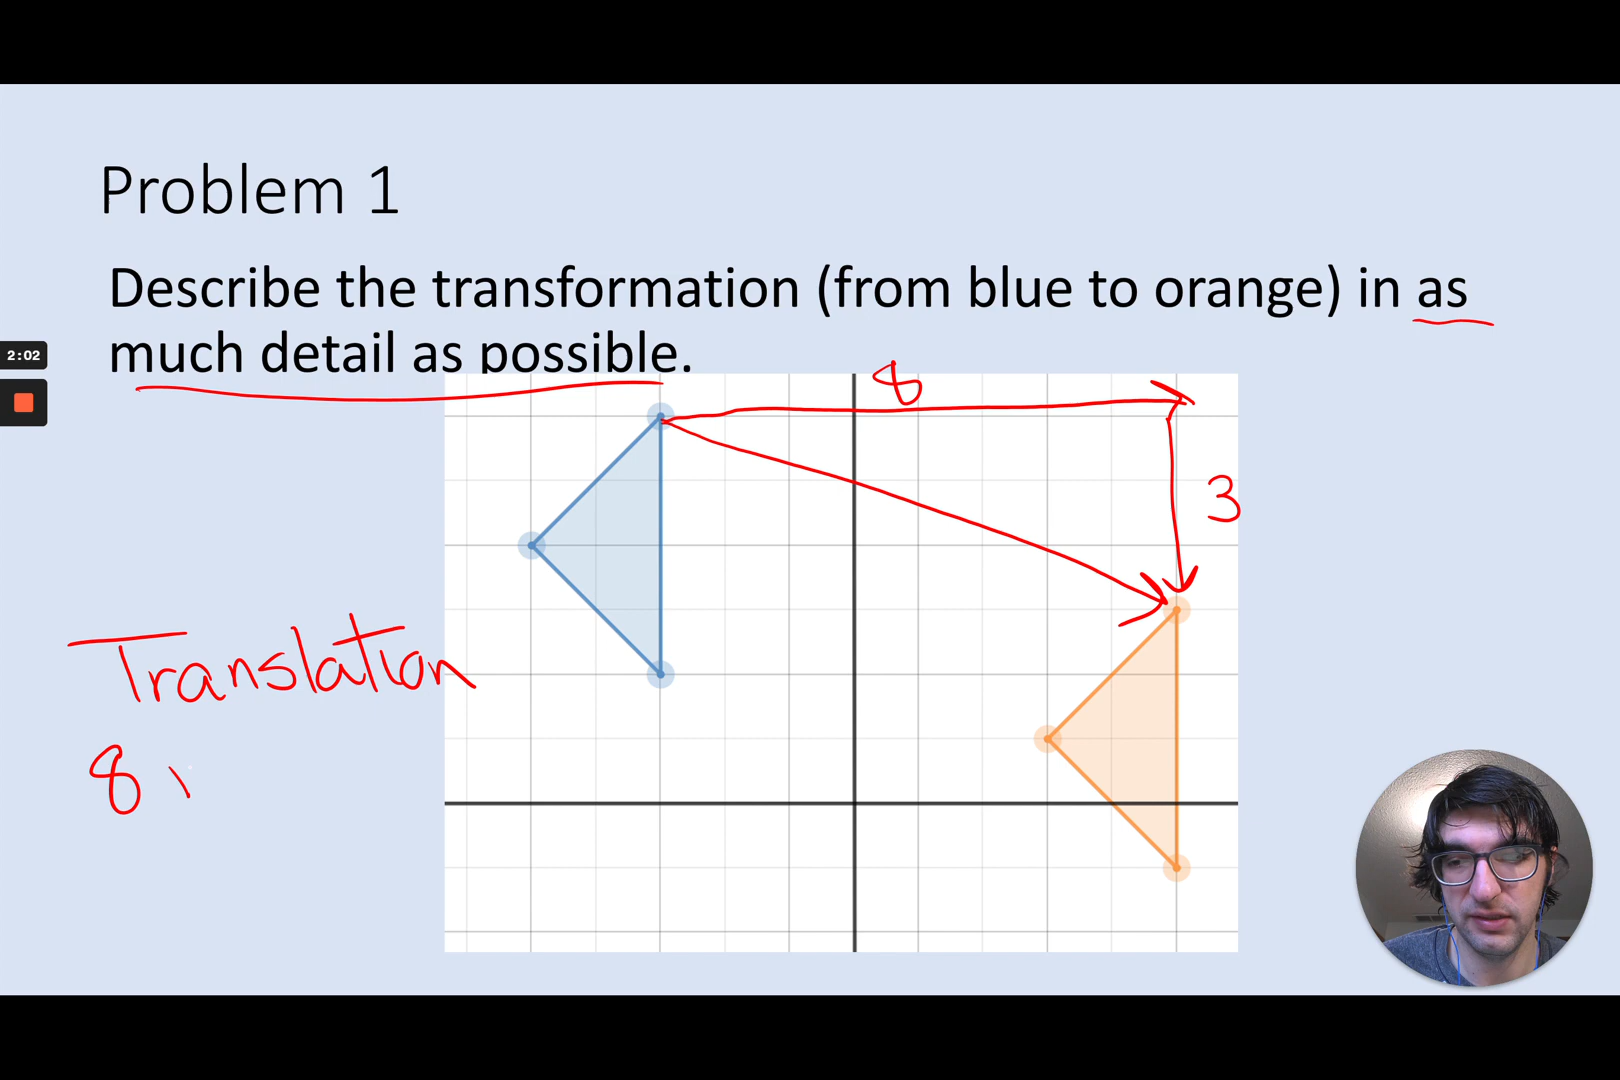 Problem 1
Describe the transformation (from blue to orange) in as
much detail as possible.
2:02
8
3
Translation
8